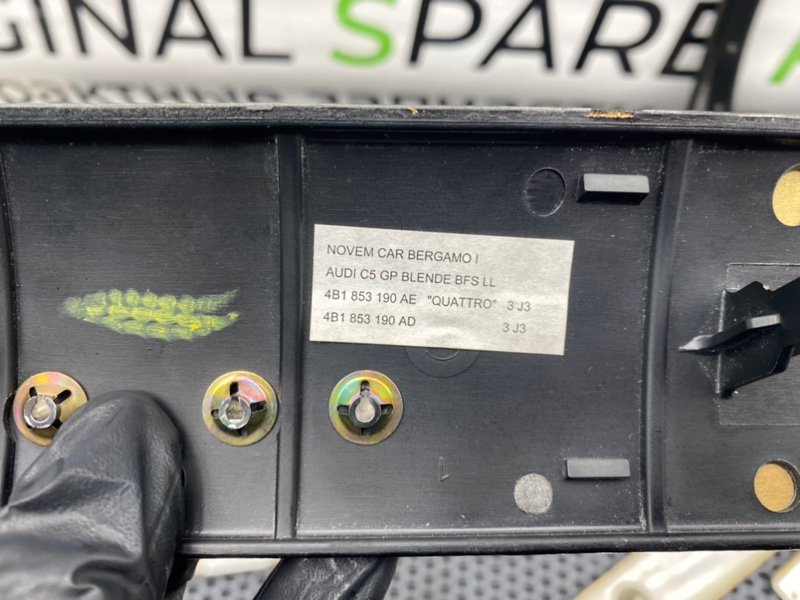 GINAL SPARE
NOVEM CAR BERGAMO I
AUDI C5 GP BLENDE BFS LL
4B1 853 190 AE "QUATTRO" 3 J3
4B1 853 190 AD 3 J3